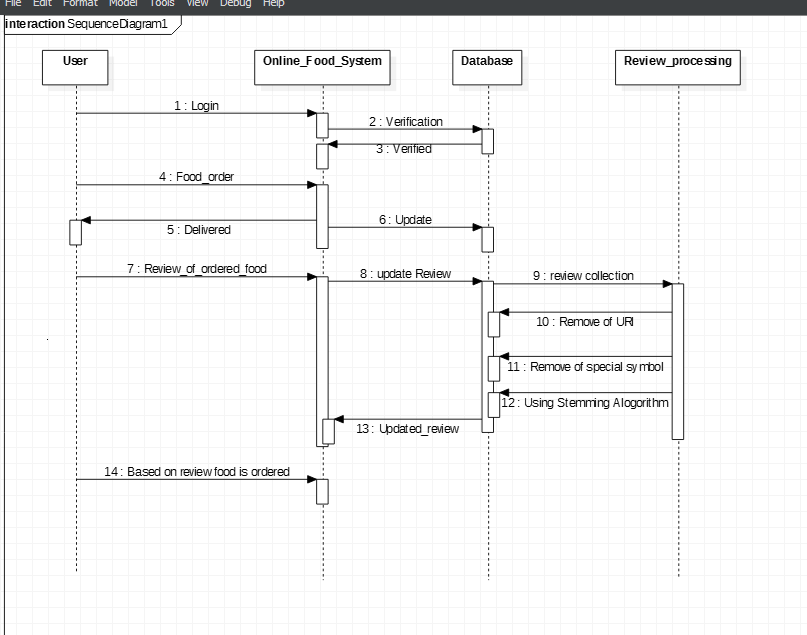 File Edit Format Model Tools View Debug Help
interaction SequenceDiagram1
User Online_Food_System Database Review_processing
1 : Login
2 : Verification
3 : Verified
4 : Food_order
5 : Delivered
6 : Update
7 : Review_of_ordered_food
8 : update Review
9 : review collection
10 : Remove of URl
11 : Remove of special symbol
12 : Using Stemming Alogorithm
13 : Updated_review
14 : Based on review food is ordered